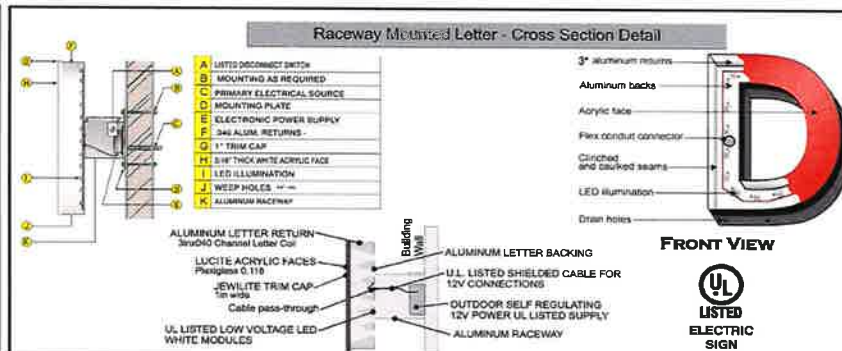 Raceway Mounted Letter - Cross Section Detail
F
G
H
A
B
C
I
J
K
D
E
A LISTED DISCONNECT SWITCH
B MOUNTING AS REQUIRED
C PRIMARY ELECTRICAL SOURCE
D MOUNTING PLATE
E ELECTRONIC POWER SUPPLY
F .040 ALUM. RETURNS -
G 1" TRIM CAP
H 3/16" THICK WHITE ACRYLIC FACE
I LED ILLUMINATION
J WEEP HOLES
K ALUMINUM RACEWAY
3" aluminum returns
Aluminum backs
Acrylic face
Flex conduit connector
Clinched
and caulked seams
LED illumination
Drain holes
FRONT VIEW
UL
LISTED
ELECTRIC
SIGN
Building
Wall
ALUMINUM LETTER RETURN
3inx040 Channel Letter Coil
LUCITE ACRYLIC FACES
Plexiglass 0.118
JEWILITE TRIM CAP
1in wide
Cable pass-through
UL LISTED LOW VOLTAGE LED
WHITE MODULES
ALUMINUM LETTER BACKING
U.L. LISTED SHIELDED CABLE FOR
12V CONNECTIONS
OUTDOOR SELF REGULATING
12V POWER UL LISTED SUPPLY
ALUMINUM RACEWAY